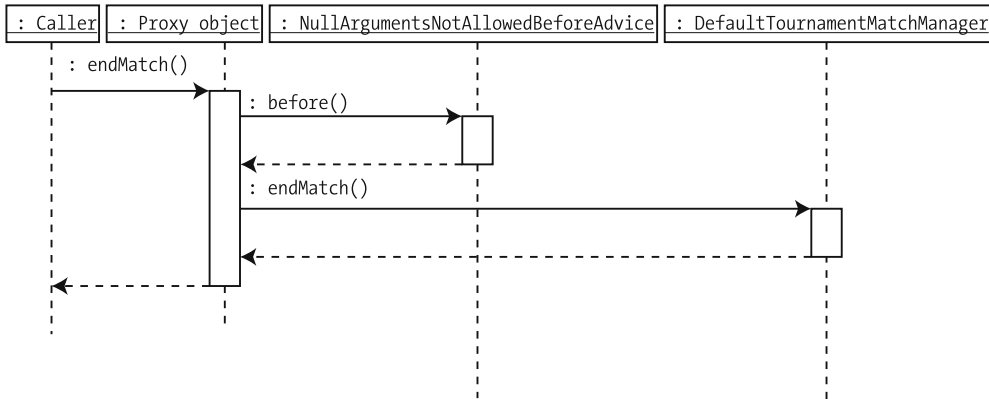 : Caller
: Proxy object
: NullArgumentsNotAllowedBeforeAdvice
: DefaultTournamentMatchManager
: endMatch()
: before()
: endMatch()